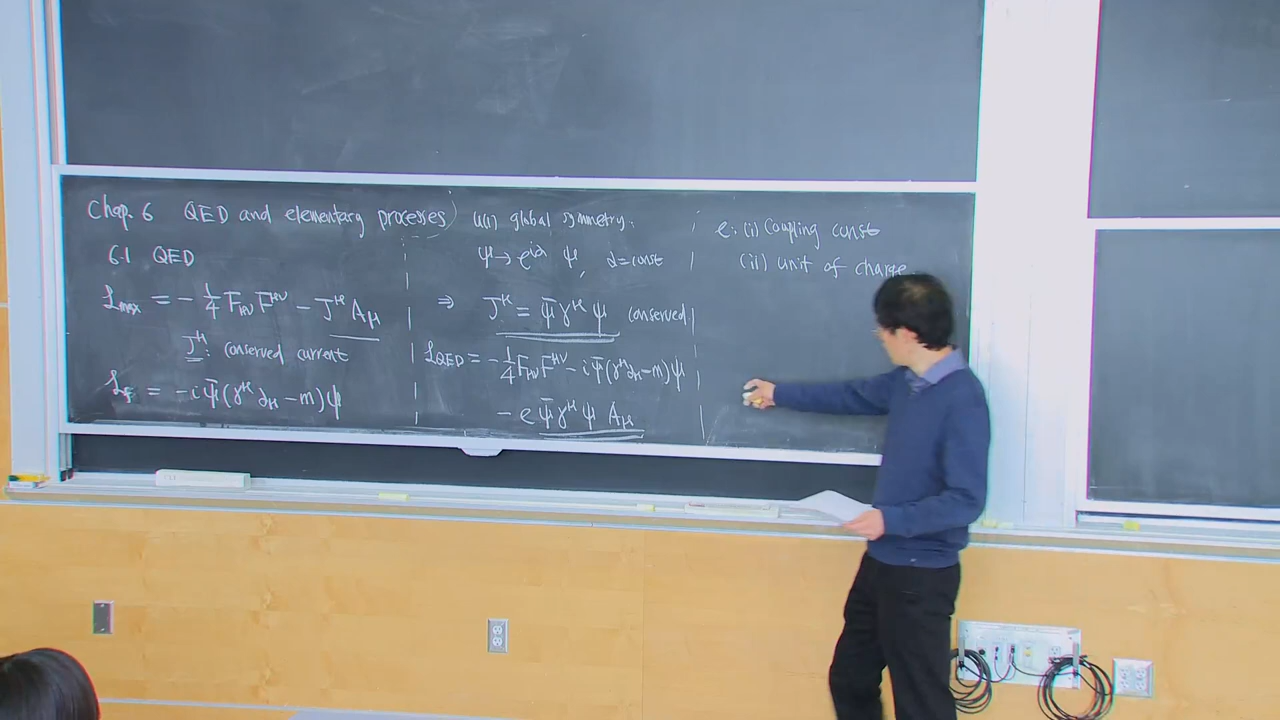 Chap. 6 QED and elementary processes
6.1 QED
ℒ_max = -1/4 F_μν F^μν - J^μ A_μ
J^μ: conserved current
ℒ_ψ = -i ψ̄(γ^μ ∂_μ - m)ψ
U(1) global symmetry:
ψ → e^{iα} ψ, α = const
⇒ J^μ = ψ̄ γ^μ ψ conserved
ℒ_QED = -1/4 F_μν F^μν - i ψ̄(γ^μ ∂_μ - m)ψ
- e ψ̄ γ^μ ψ A_μ
e: (i) Coupling const
(ii) unit of charge